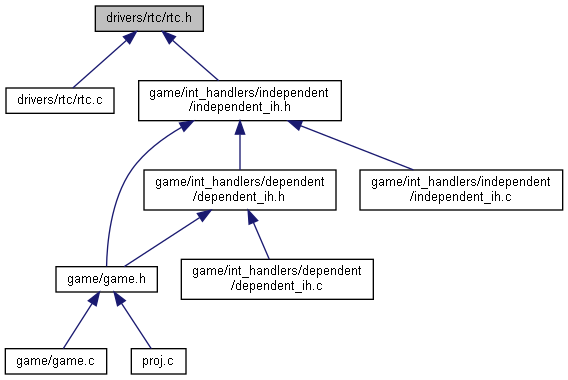 drivers/rtc/rtc.h
drivers/rtc/rtc.c
game/int_handlers/independent
/independent_ih.h
game/int_handlers/dependent
/dependent_ih.h
game/int_handlers/independent
/independent_ih.c
game/game.h
game/int_handlers/dependent
/dependent_ih.c
game/game.c
proj.c